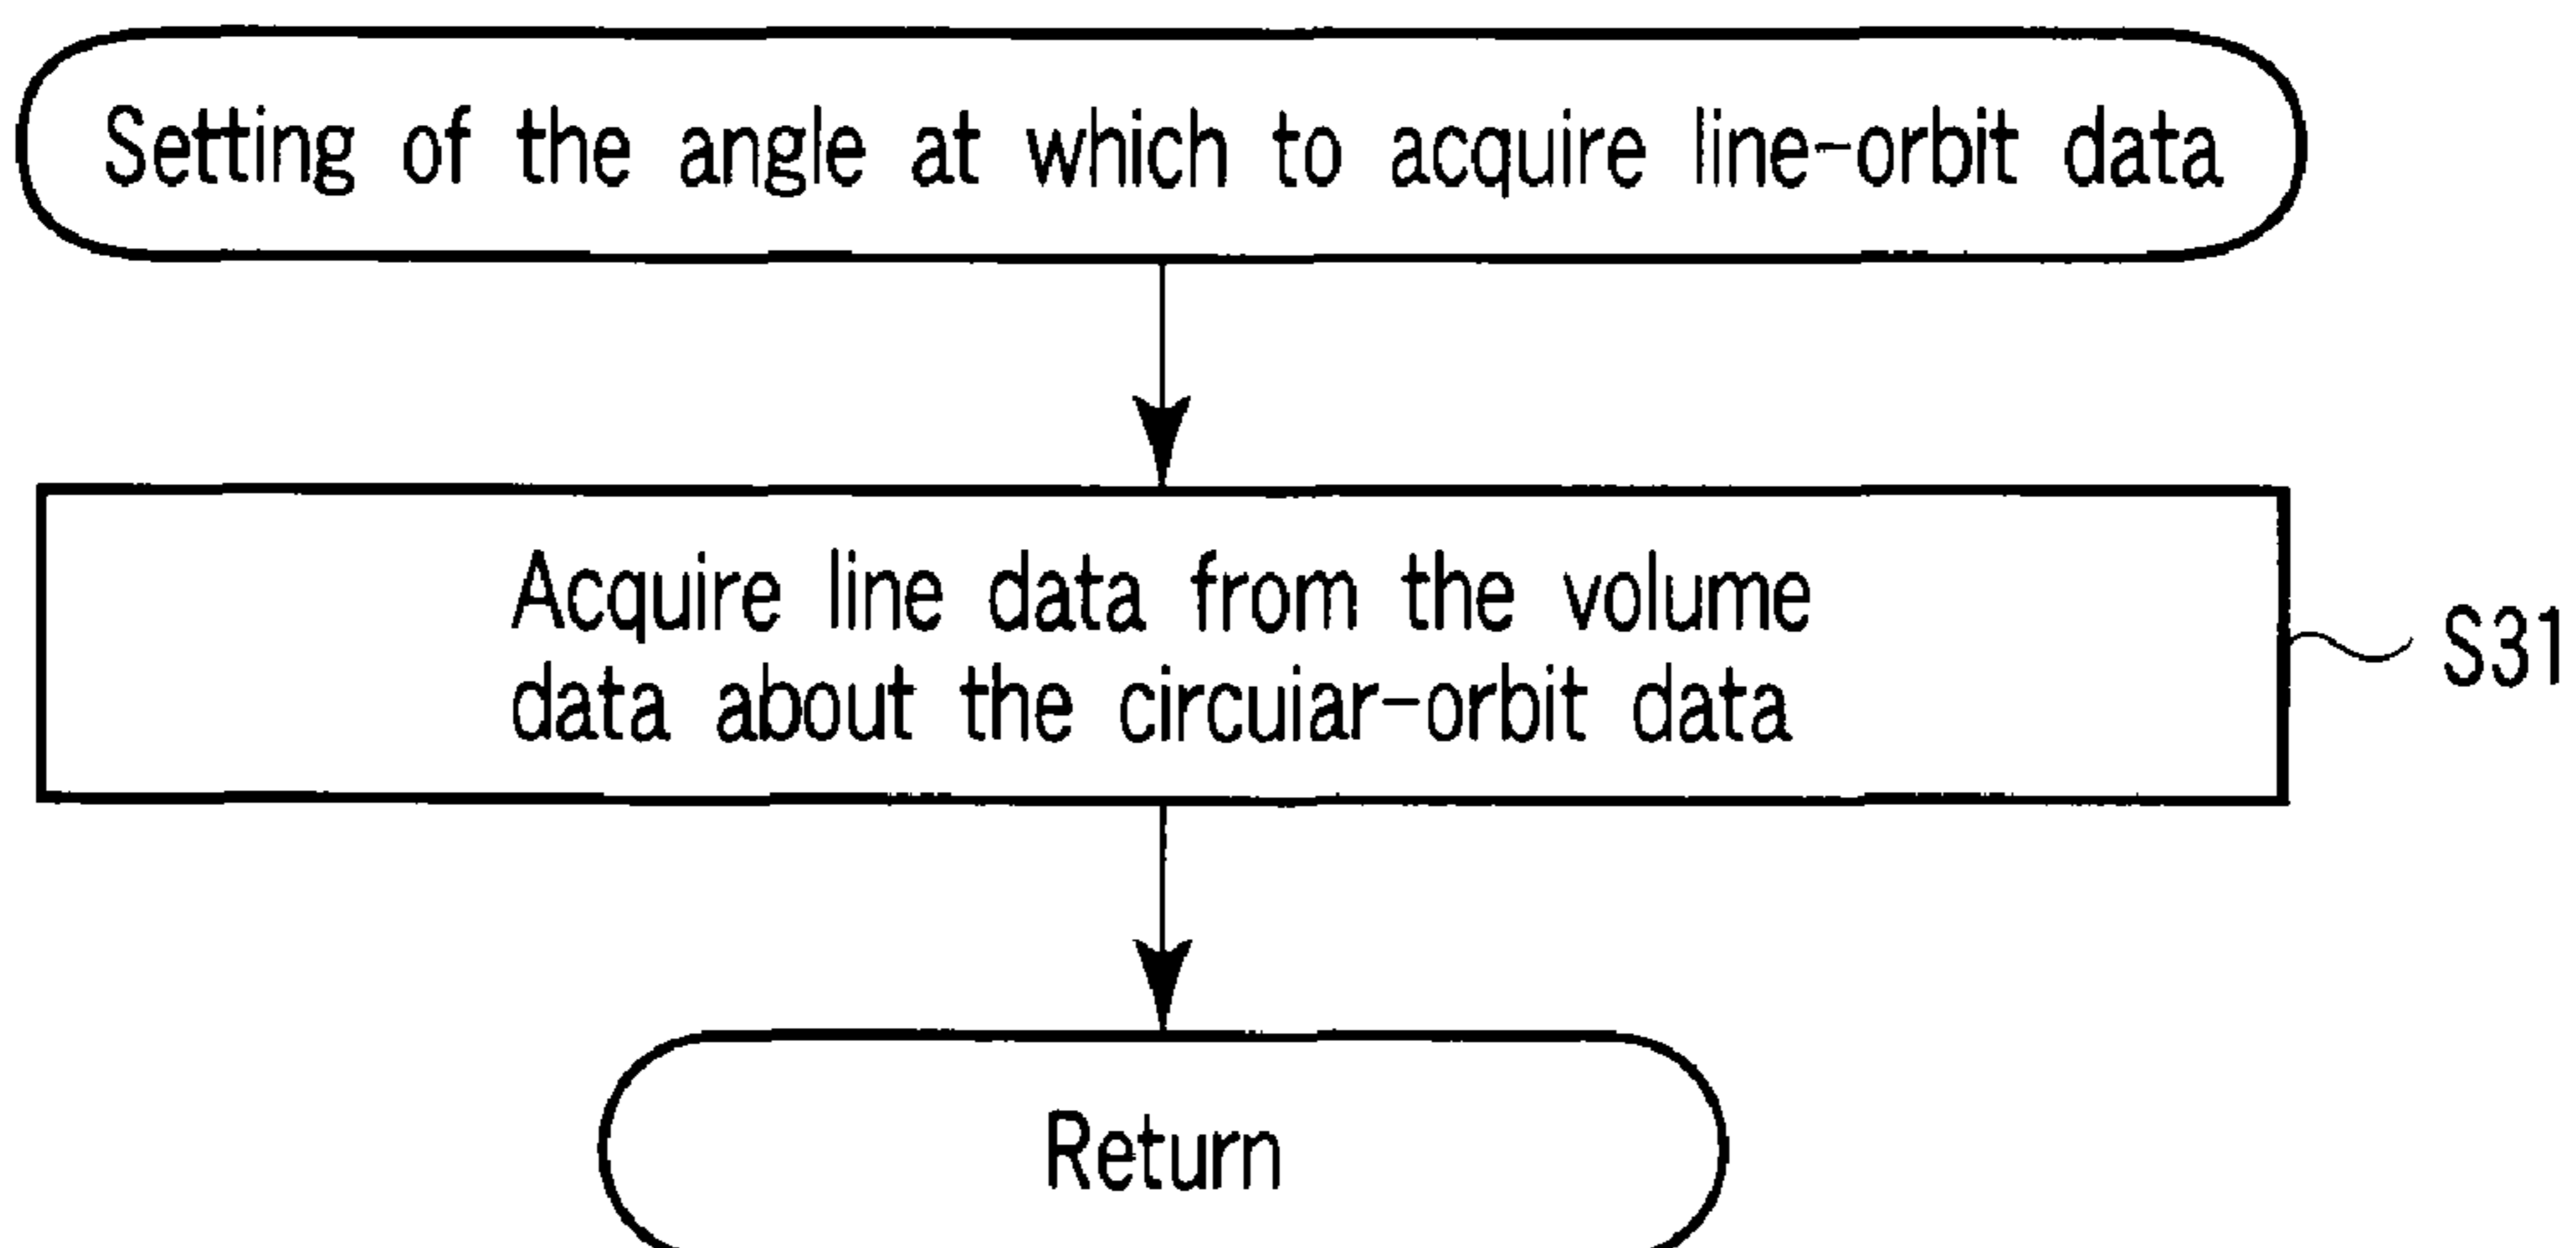 Setting of the angle at which to acquire line-orbit data
Acquire line data from the volume
data about the circuiar-orbit data
S31
Return